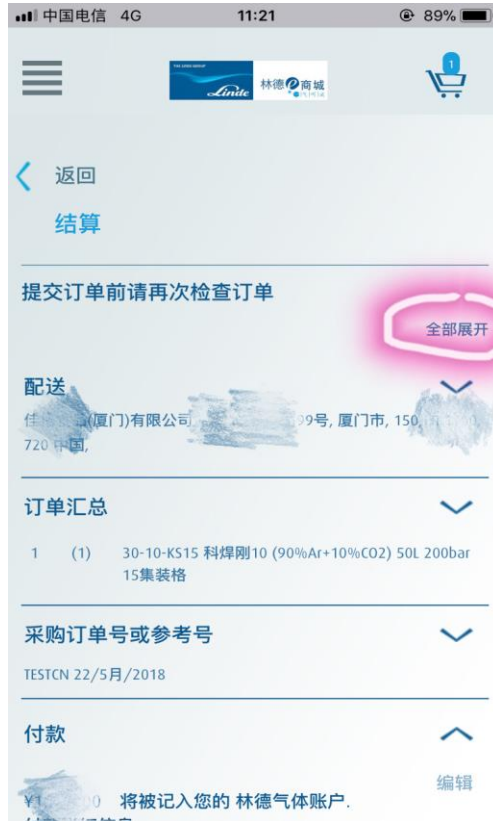 中国电信 4G 11:21 89%
THE LINDE GROUP
Linde
林德e商城
1
返回
结算
提交订单前请再次检查订单
全部展开
配送
(厦门)有限公司 99号, 厦门市, 150
720 中国,
订单汇总
1 (1) 30-10-KS15 科焊刚10 (90%Ar+10%CO2) 50L 200bar
15集装格
采购订单号或参考号
TESTCN 22/5月/2018
付款
编辑
将被记入您的 林德气体账户.